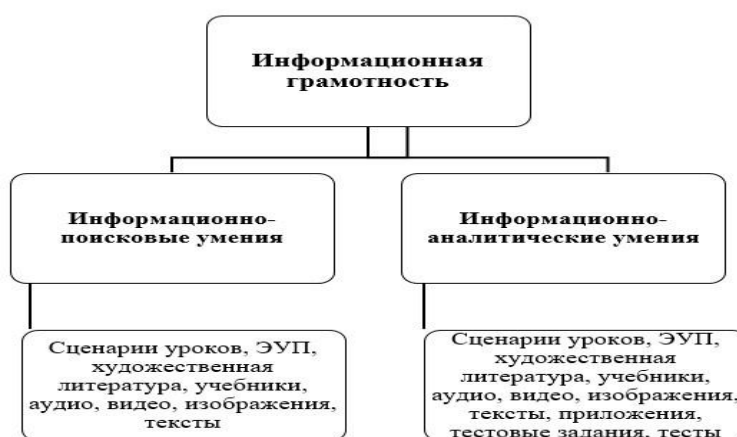 Информационная
грамотность
Информационно-
поисковые умения
Информационно-
аналитические умения
Сценарии уроков, ЭУП,
художественная
литература, учебники,
аудио, видео, изображения,
тексты
Сценарии уроков, ЭУП,
художественная
литература, учебники,
аудио, видео, изображения,
тексты, приложения,
тестовые задания, тесты